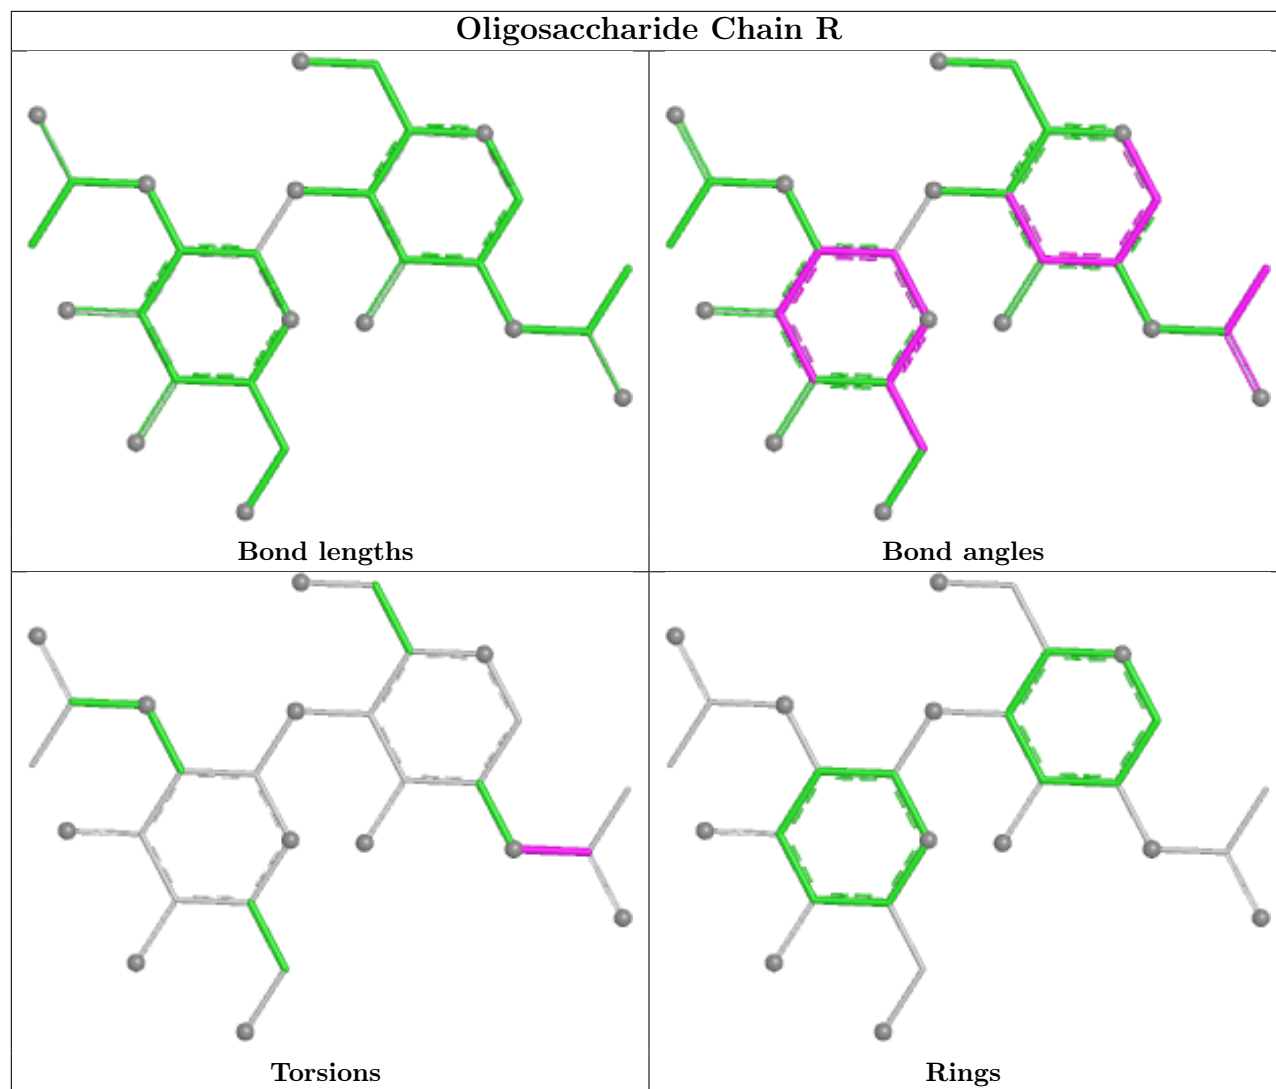 Oligosaccharide Chain R
Bond lengths
Bond angles
Torsions
Rings